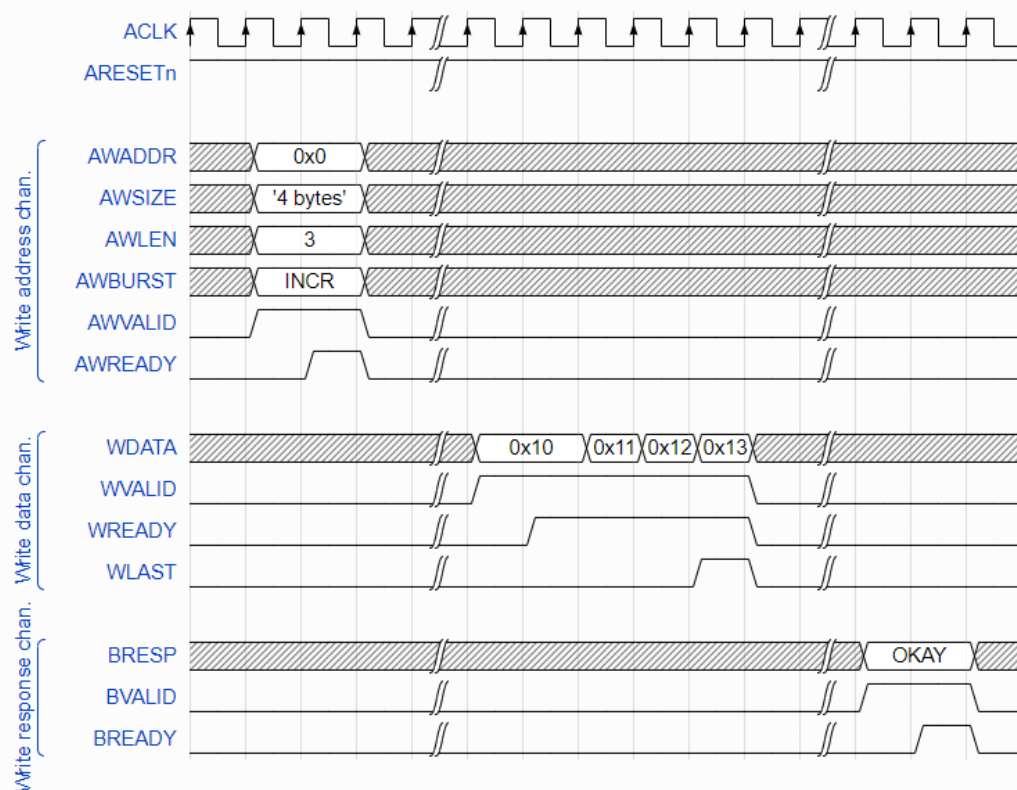 ACLK
ARESETn
Write address chan.
AWADDR 0x0
AWSIZE '4 bytes'
AWLEN 3
AWBURST INCR
AWVALID
AWREADY
Write data chan.
WDATA 0x10 0x11 0x12 0x13
WVALID
WREADY
WLAST
Write response chan.
BRESP OKAY
BVALID
BREADY